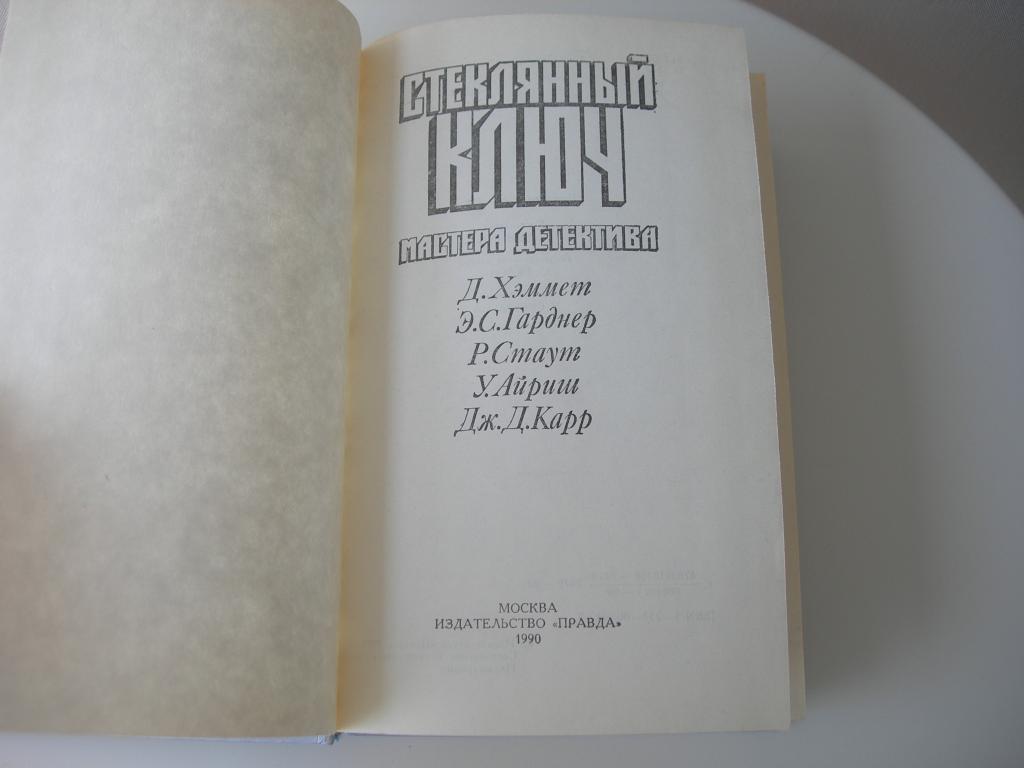 СТЕКЛЯННЫЙ
КЛЮЧ
МАСТЕРА ДЕТЕКТИВА
Д.Хэммет
Э.С.Гарднер
Р.Стаут
У.Айриш
Дж.Д.Карр
МОСКВА
ИЗДАТЕЛЬСТВО «ПРАВДА»
1990